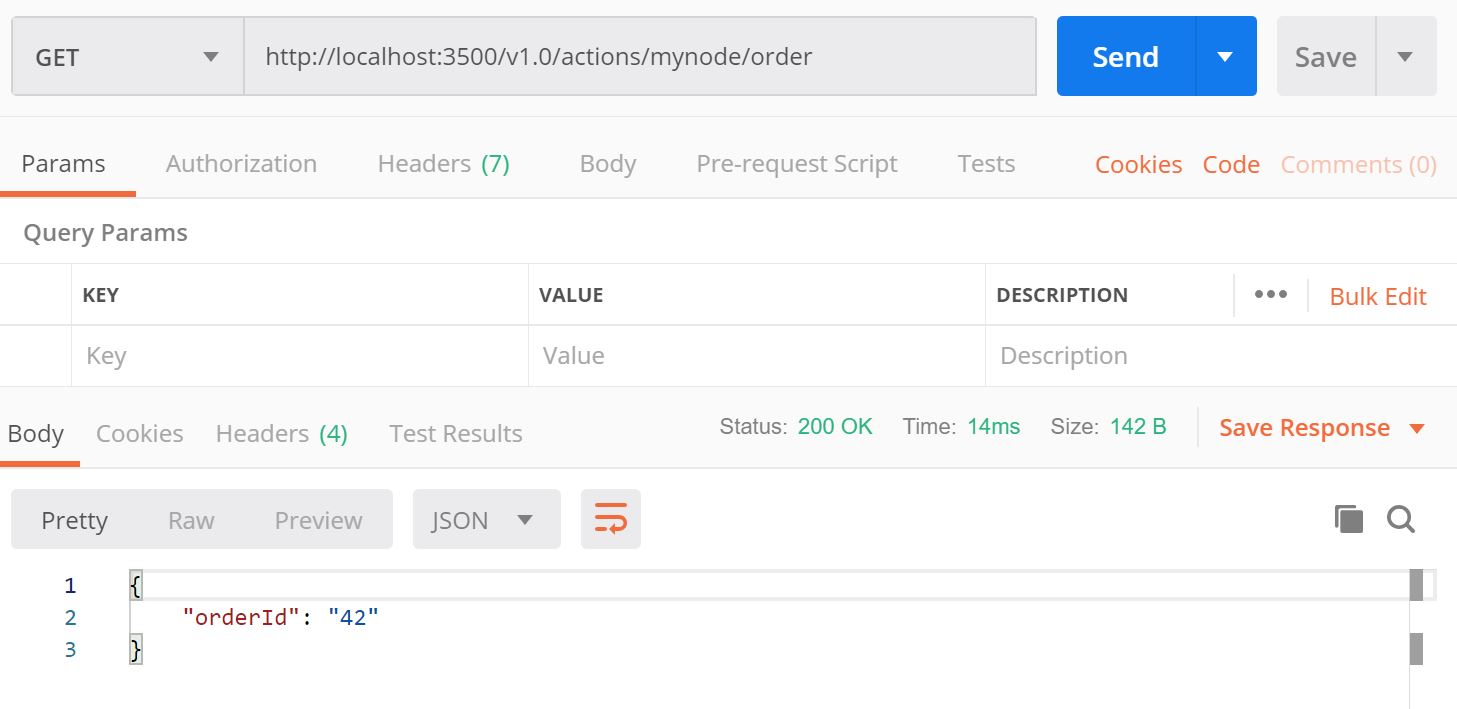 GET http://localhost:3500/v1.0/actions/mynode/order Send Save
Params Authorization Headers (7) Body Pre-request Script Tests Cookies Code Comments (0)
Query Params
KEY VALUE DESCRIPTION ••• Bulk Edit
Key Value Description
Body Cookies Headers (4) Test Results Status: 200 OK Time: 14ms Size: 142 B Save Response
Pretty Raw Preview JSON
1 {
2 "orderId": "42"
3 }